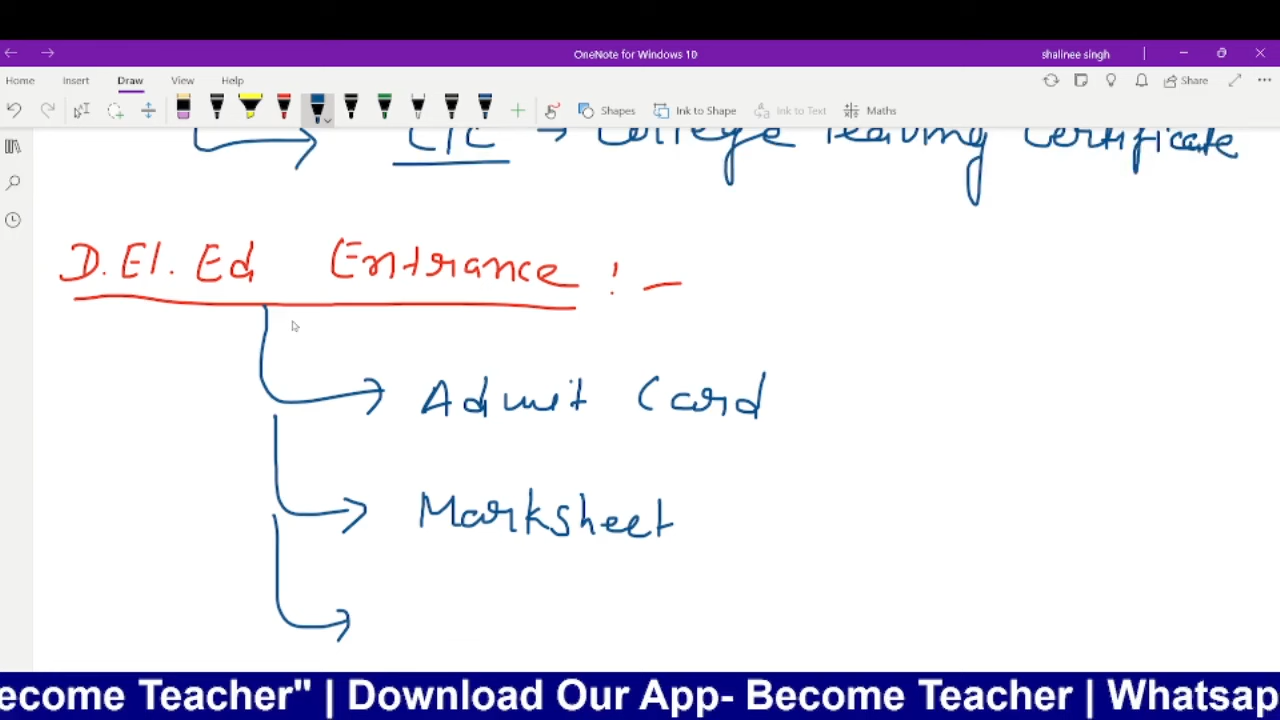 OneNote for Windows 10
shalinee singh
Home Insert Draw View Help
Share
Shapes Ink to Shape Ink to Text Maths
CLC → College leaving Certificate
D.El.Ed Entrance :-
Admit Card
Marksheet
ecome Teacher" | Download Our App- Become Teacher | Whatsap